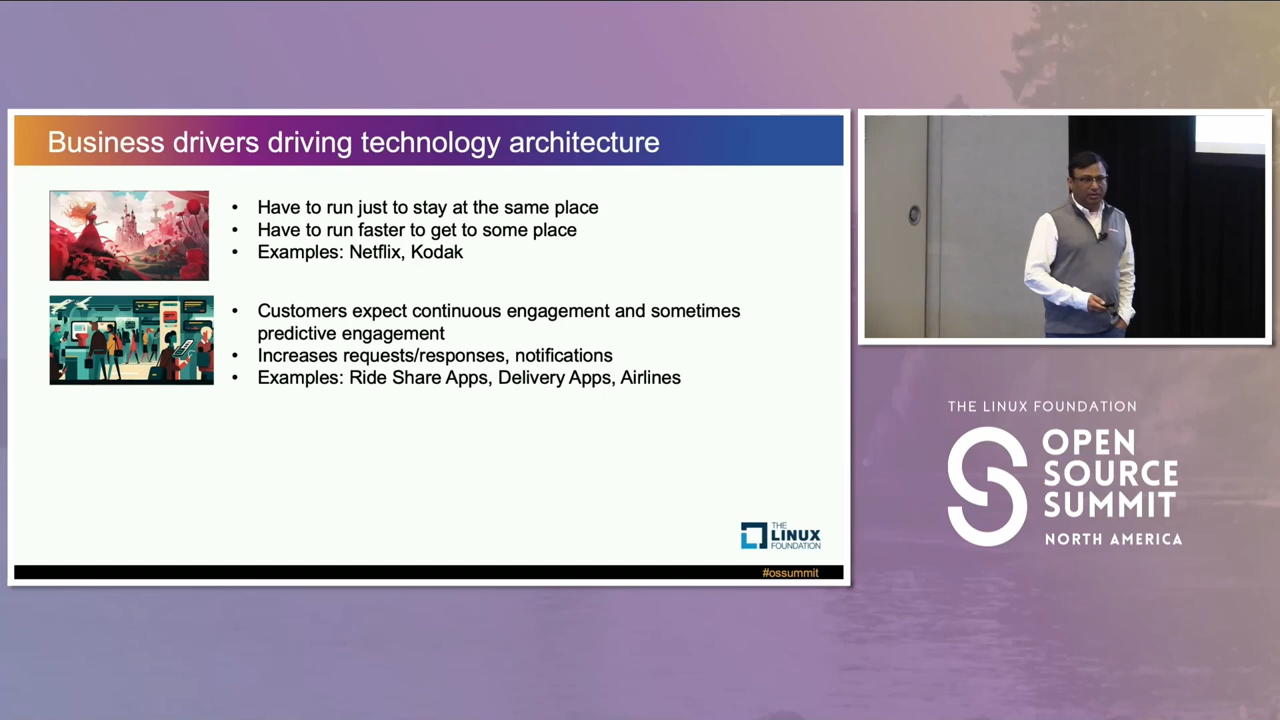 Business drivers driving technology architecture
• Have to run just to stay at the same place
• Have to run faster to get to some place
• Examples: Netflix, Kodak
• Customers expect continuous engagement and sometimes
predictive engagement
• Increases requests/responses, notifications
• Examples: Ride Share Apps, Delivery Apps, Airlines
THE
LINUX
FOUNDATION
#ossummit
THE LINUX FOUNDATION
OPEN
SOURCE
SUMMIT
NORTH AMERICA